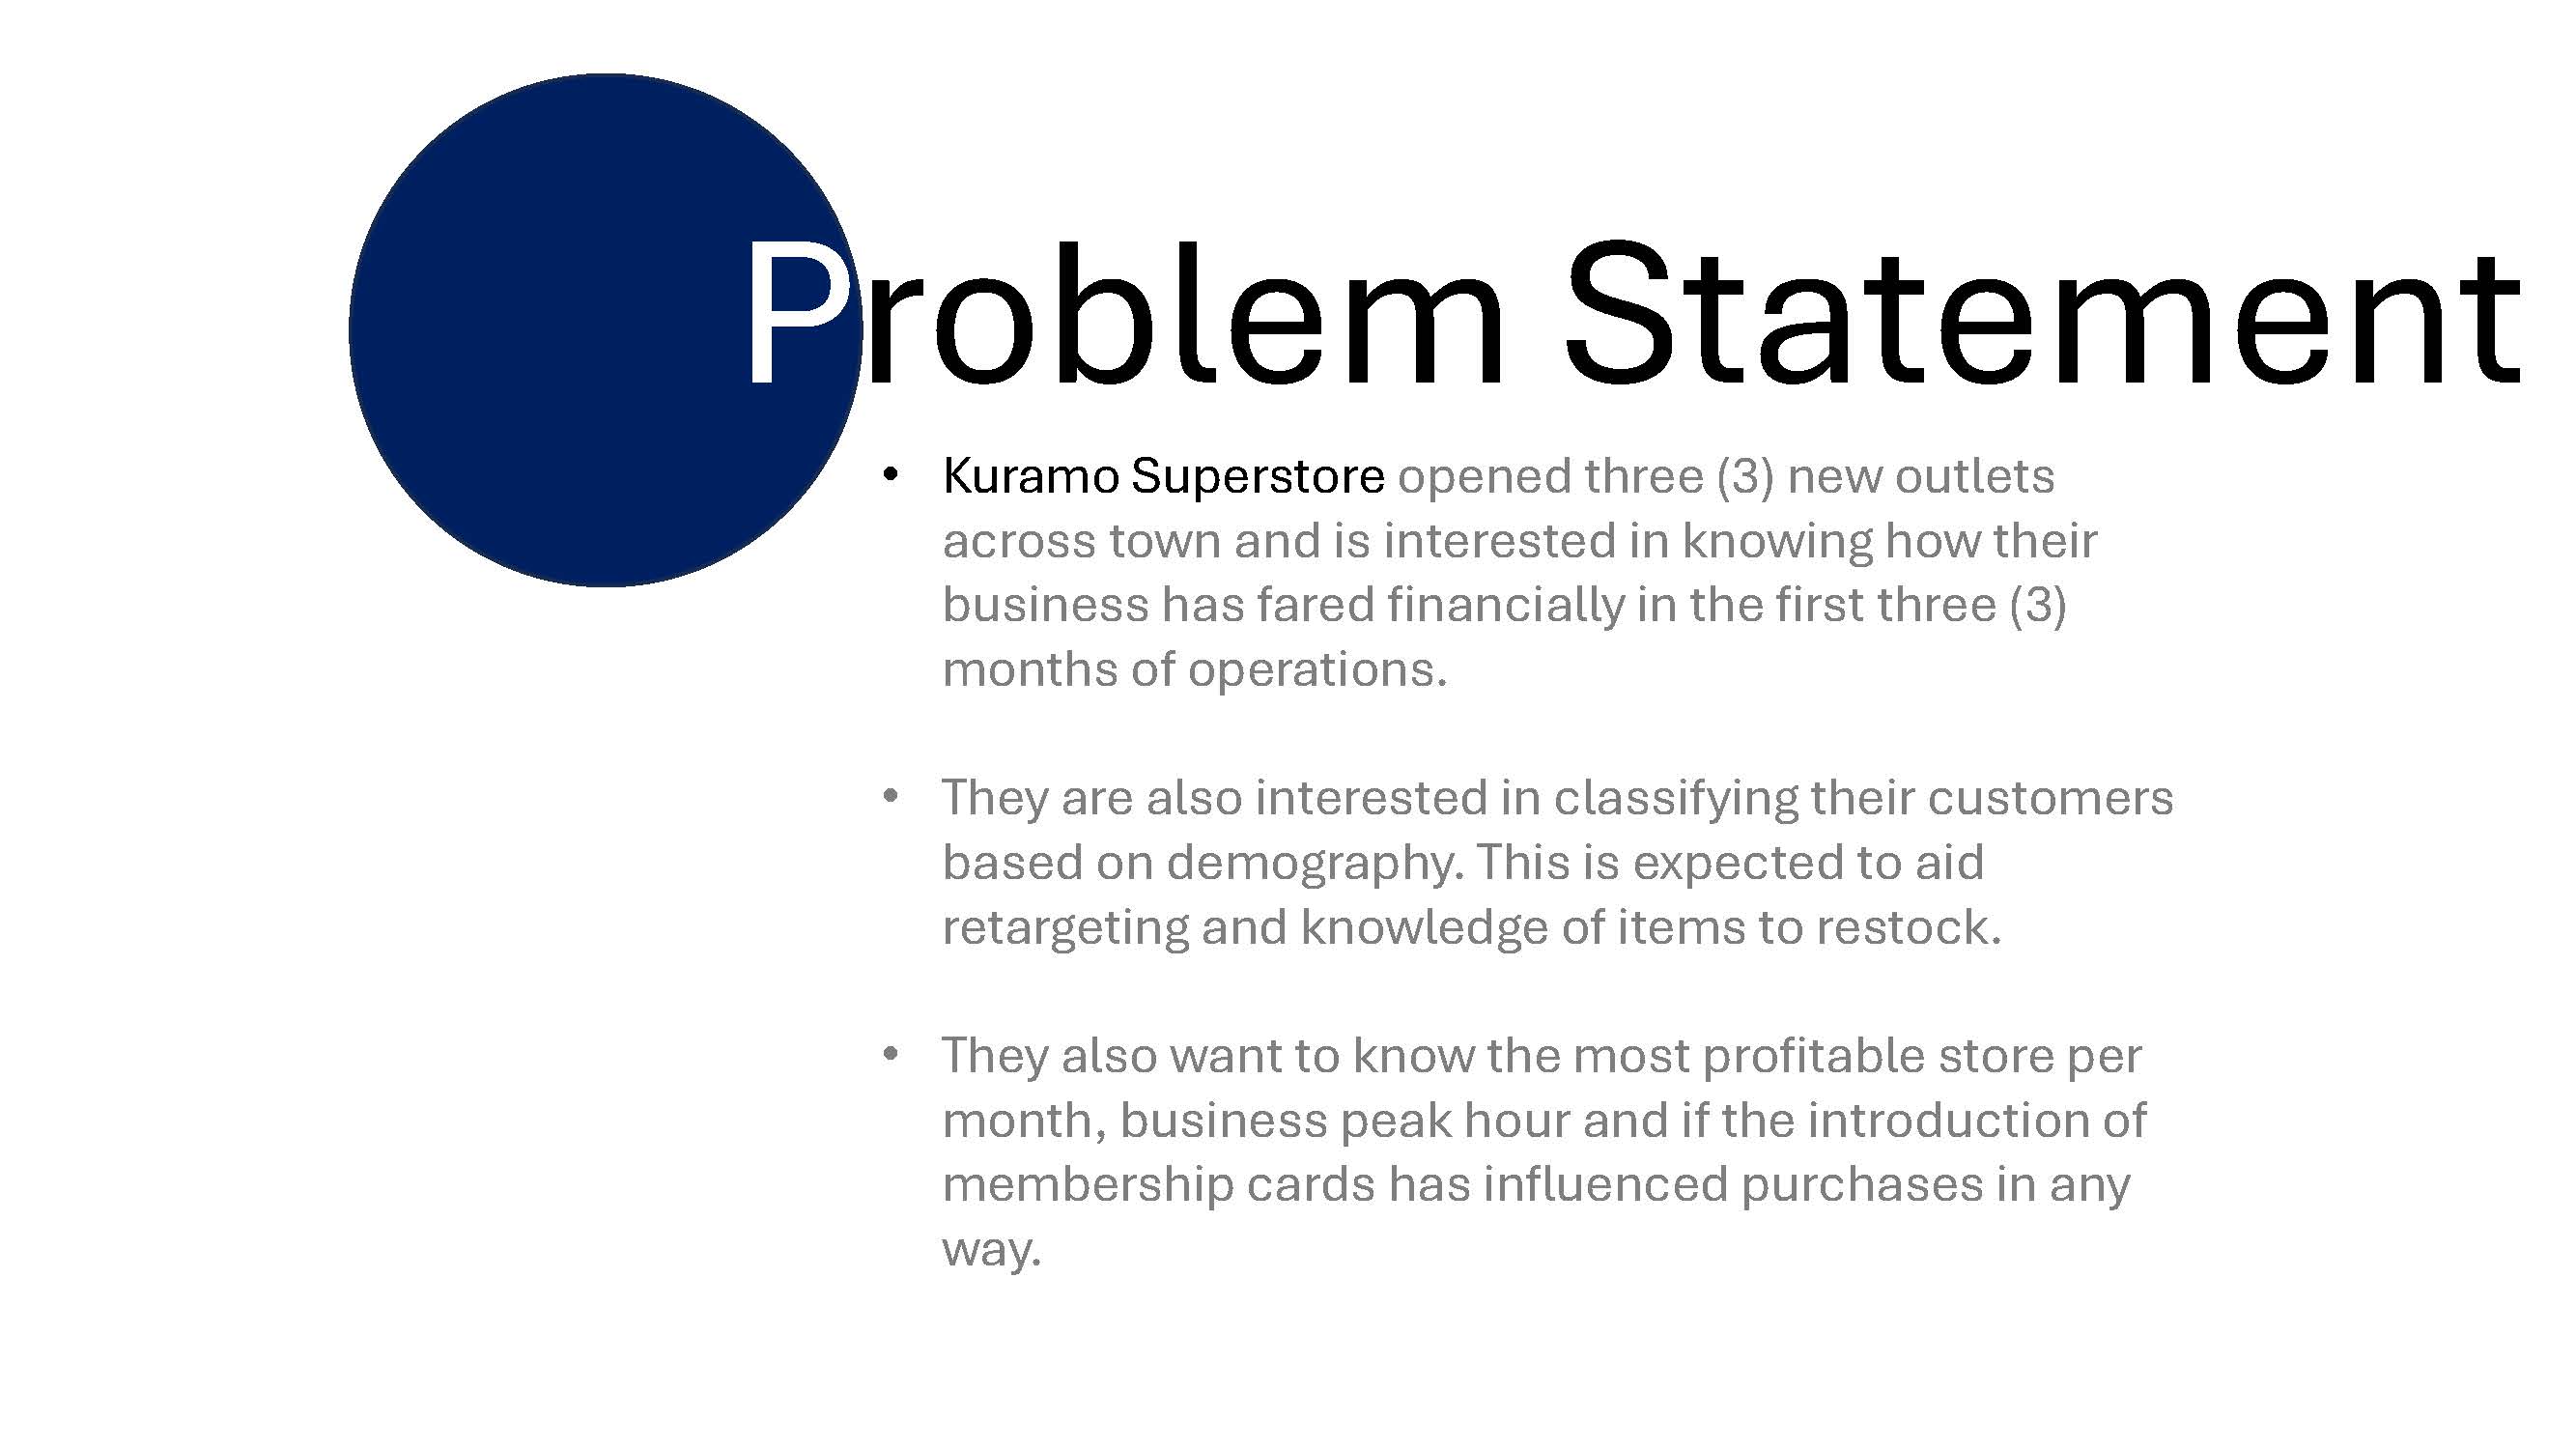 Problem Statement
• Kuramo Superstore opened three (3) new outlets
across town and is interested in knowing how their
business has fared financially in the first three (3)
months of operations.
• They are also interested in classifying their customers
based on demography. This is expected to aid
retargeting and knowledge of items to restock.
• They also want to know the most profitable store per
month, business peak hour and if the introduction of
membership cards has influenced purchases in any
way.